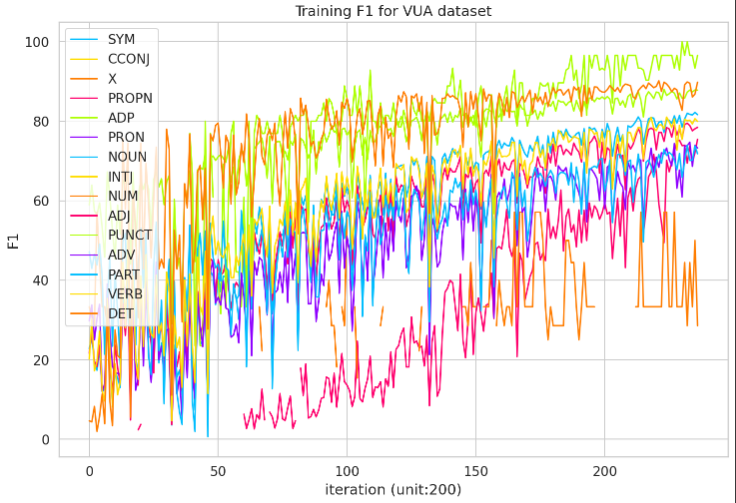 Training F1 for VUA dataset
100
80
60
40
20
0
F1
SYM
CCONJ
X
PROPN
ADP
PRON
NOUN
INTJ
NUM
ADJ
PUNCT
ADV
PART
VERB
DET
0 50 100 150 200
iteration (unit:200)